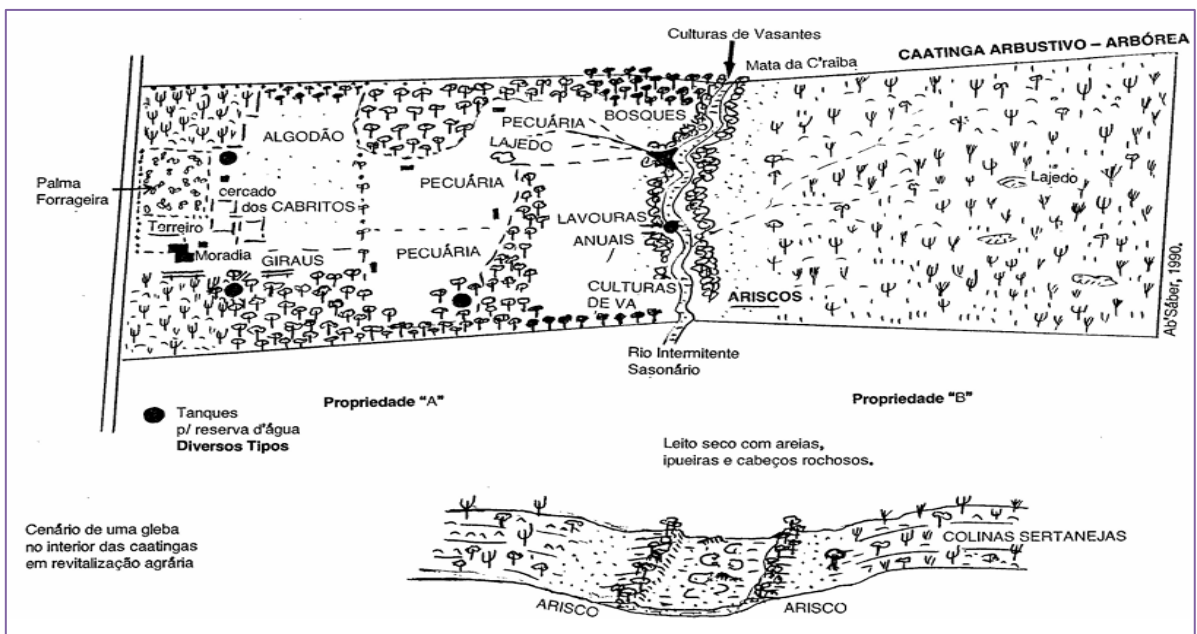 Culturas de Vasantes
Mata da C'raiba
CAATINGA ARBUSTIVO – ARBÓREA
BOSQUES
PECUÁRIA
ALGODÃO
LAJEDO
Lajedo
Palma
Forrageira
PECUÁRIA
cercado
dos CABRITOS
LAVOURAS
ANUAIS
Terreiro
Moradia
GIRAUS
PECUÁRIA
CULTURAS
DE VA
ARISCOS
Ab'Sáber, 1990,
Rio Intermitente
Sasonário
Propriedade "A"
Propriedade "B"
Tanques
p/ reserva d'água
Diversos Tipos
Leito seco com areias,
ipueiras e cabeços rochosos.
Cenário de uma gleba
no interior das caatingas
em revitalização agrária
COLINAS SERTANEJAS
ARISCO
ARISCO